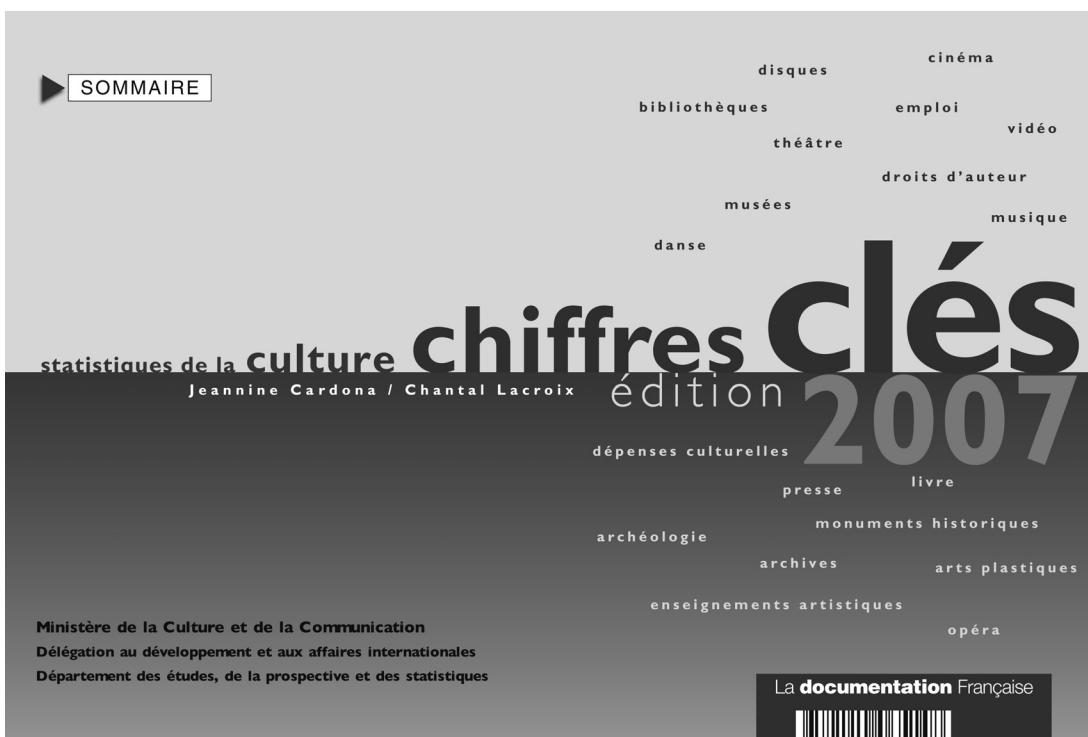 SOMMAIRE
cinéma
disques
bibliothèques
emploi
vidéo
théâtre
droits d'auteur
musées
musique
danse
statistiques de la culture chiffres clés
Jeannine Cardona / Chantal Lacroix
édition 2007
dépenses culturelles
livre
presse
monuments historiques
archéologie
archives
arts plastiques
enseignements artistiques
opéra
Ministère de la Culture et de la Communication
Délégation au développement et aux affaires internationales
Département des études, de la prospective et des statistiques
La documentation Française